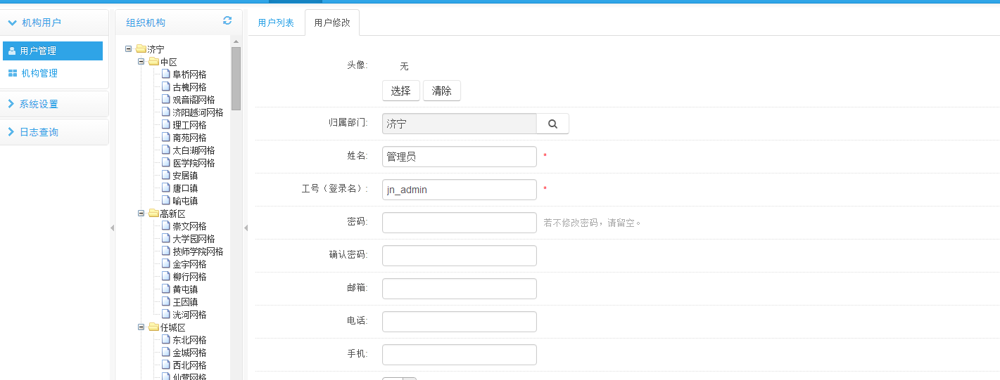 机构用户
用户管理
机构管理
系统设置
日志查询
组织机构
济宁
中区
阜桥网格
古槐网格
观音阁网格
济阳越河网格
理工网格
南苑网格
太白湖网格
医学院网格
安居镇
唐口镇
喻屯镇
高新区
崇文网格
大学园网格
技师学院网格
金宇网格
柳行网格
黄屯镇
王因镇
洸河网格
任城区
东北网格
金城网格
西北网格
仙营网格
用户列表 用户修改
头像: 无
选择 清除
归属部门: 济宁
姓名: 管理员 *
工号（登录名）: jn_admin *
密码: 若不修改密码，请留空。
确认密码:
邮箱:
电话:
手机: